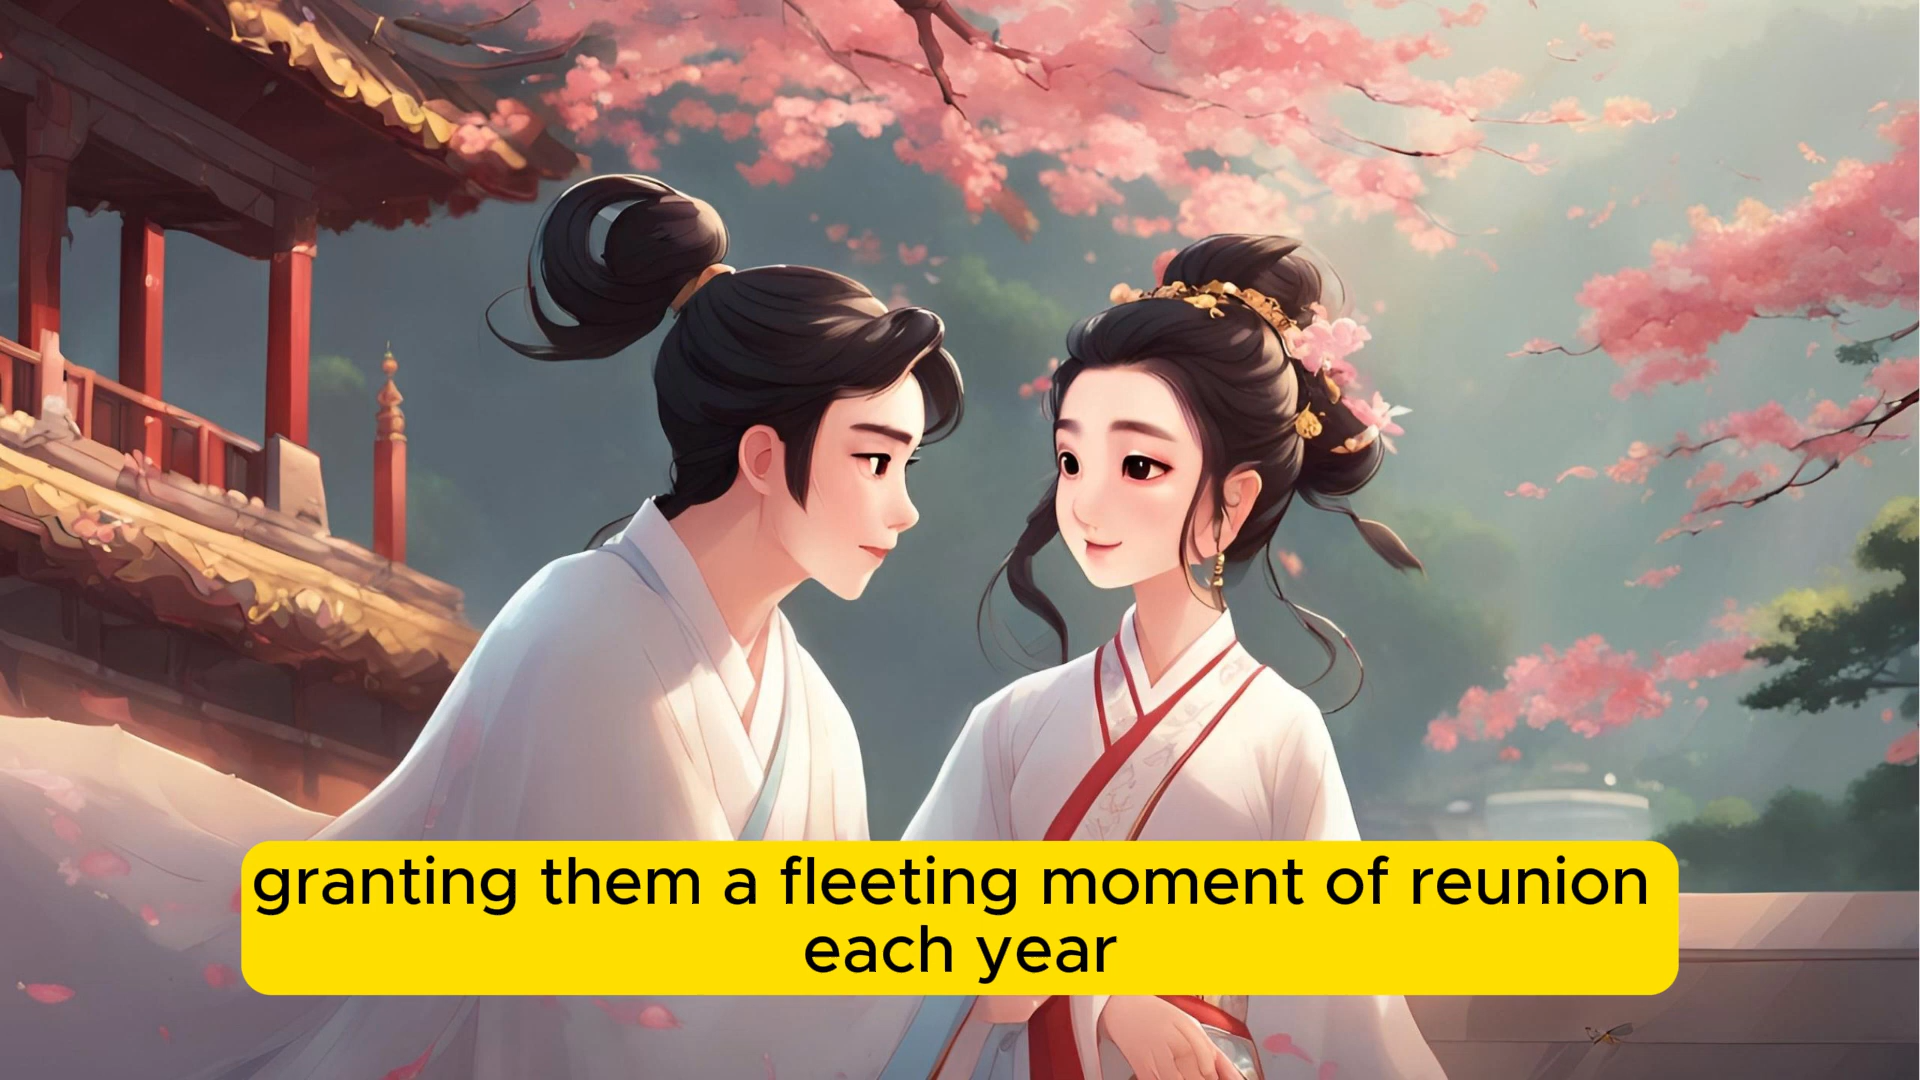 granting them a fleeting moment of reunion
each year